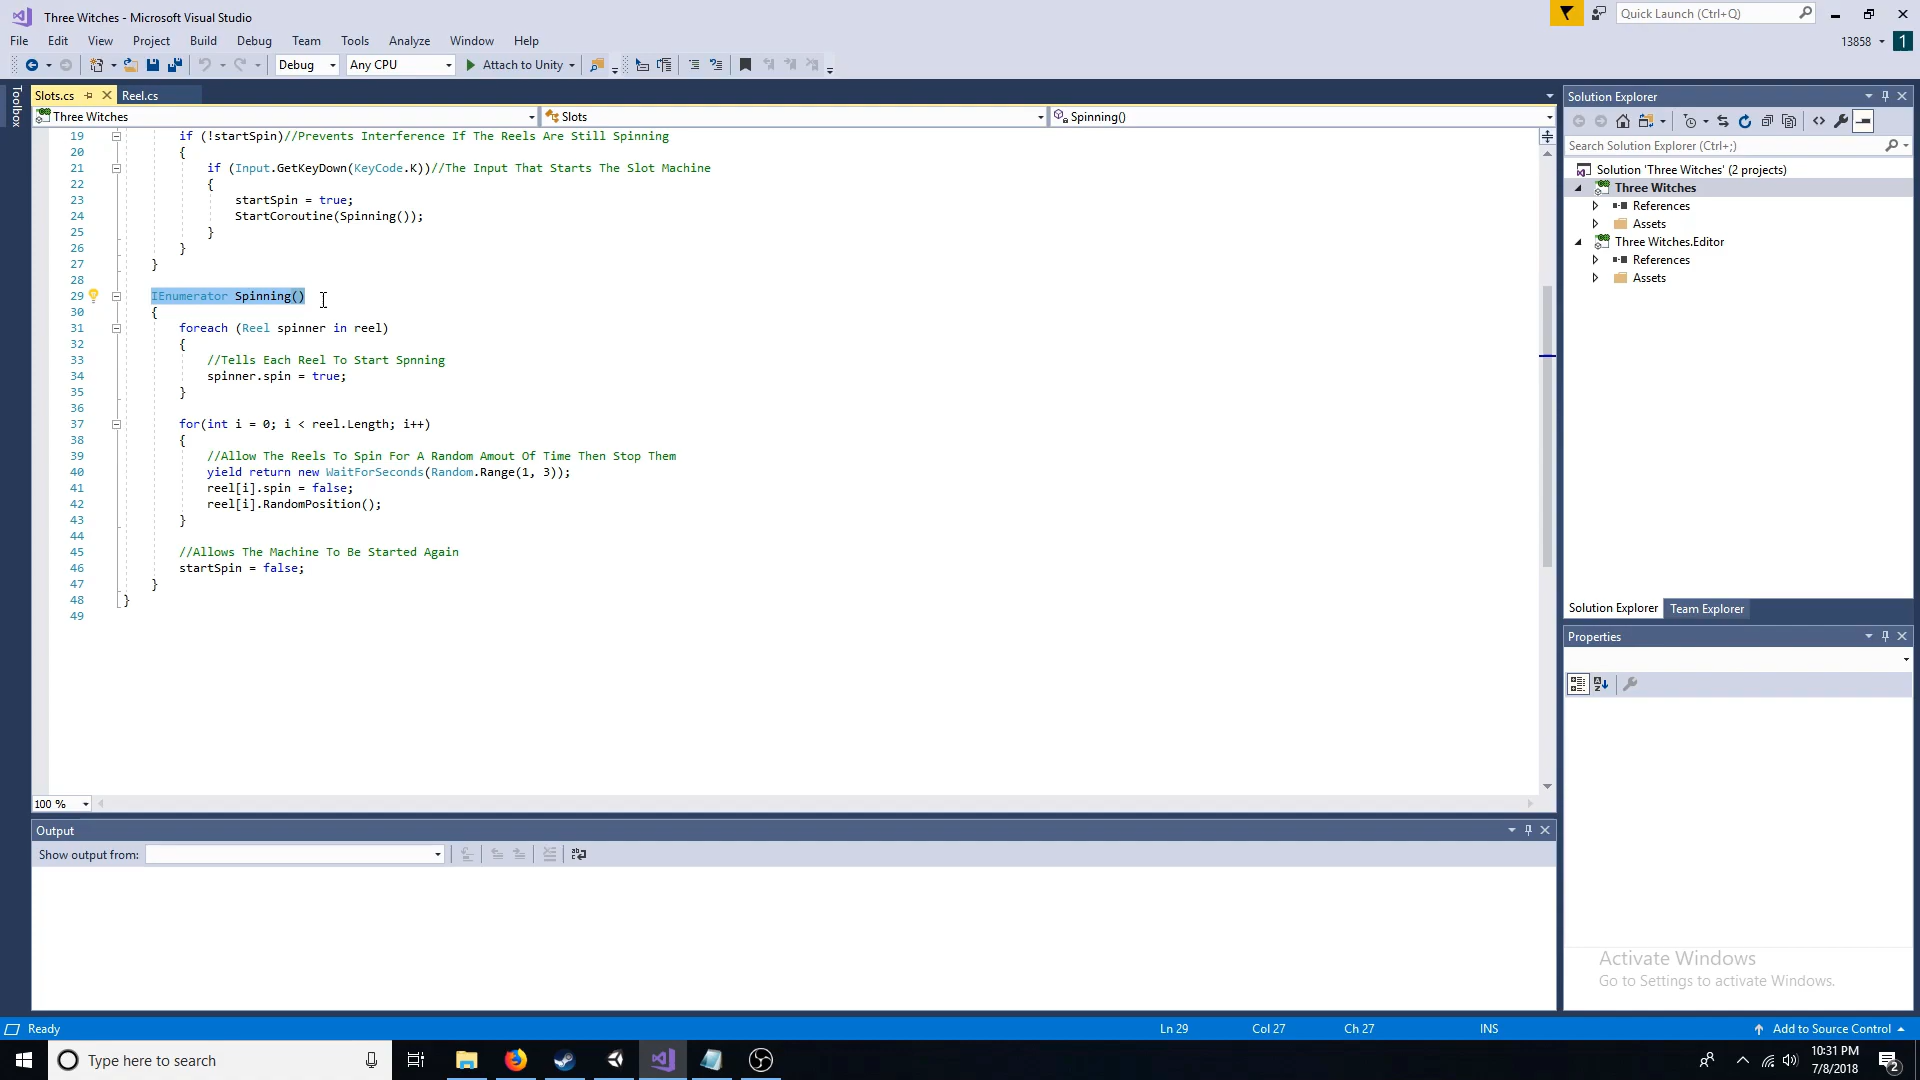 Three Witches - Microsoft Visual Studio
Quick Launch (Ctrl+Q)
File Edit View Project Build Debug Team Tools Analyze Window Help
13858
1
Debug Any CPU Attach to Unity
Toolbox
Slots.cs Reel.cs
Three Witches Slots Spinning()
19 if (!startSpin)//Prevents Interference If The Reels Are Still Spinning
20 {
21 if (Input.GetKeyDown(KeyCode.K))//The Input That Starts The Slot Machine
22 {
23 startSpin = true;
24 StartCoroutine(Spinning());
25 }
26 }
27 }
28
29 IEnumerator Spinning()
30 {
31 foreach (Reel spinner in reel)
32 {
33 //Tells Each Reel To Start Spnning
34 spinner.spin = true;
35 }
36
37 for(int i = 0; i < reel.Length; i++)
38 {
39 //Allow The Reels To Spin For A Random Amout Of Time Then Stop Them
40 yield return new WaitForSeconds(Random.Range(1, 3));
41 reel[i].spin = false;
42 reel[i].RandomPosition();
43 }
44
45 //Allows The Machine To Be Started Again
46 startSpin = false;
47 }
48 }
49
100 %
Output
Show output from:
Solution Explorer
Search Solution Explorer (Ctrl+;)
Solution 'Three Witches' (2 projects)
Three Witches
References
Assets
Three Witches.Editor
References
Assets
Solution Explorer Team Explorer
Properties
Activate Windows
Go to Settings to activate Windows.
Ready Ln 29 Col 27 Ch 27 INS Add to Source Control
Type here to search
10:31 PM
7/8/2018
2